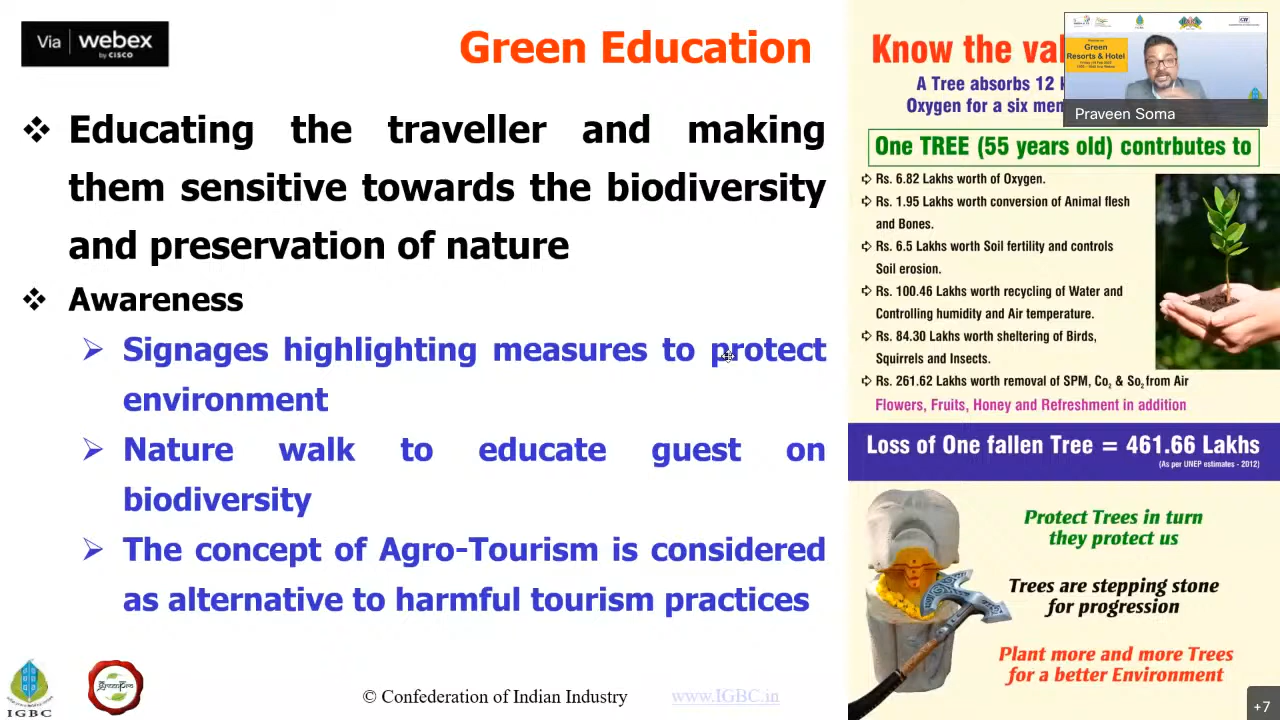 Via webex
by CISCO
Green Education
Educating the traveller and making
them sensitive towards the biodiversity
and preservation of nature
Awareness
Signages highlighting measures to protect
environment
Nature walk to educate guest on
biodiversity
The concept of Agro-Tourism is considered
as alternative to harmful tourism practices
IGBC
GreenPro
© Confederation of Indian Industry www.IGBC.in
Know the
A Tree absorbs 12
Oxygen for a six
Green
Resorts & Hotel
Praveen Soma
One TREE (55 years old) contrbutes to
Rs. 6.82 Lakhs worth of Oxygen.
Rs. 1.95 Lakhs worth conversion of Animal flesh
and Bones.
Rs. 6.5 Lakhs worth Soil fertility and controls
Soil erosion.
Rs. 100.46 Lakhs worth recycling of Water and
Controlling humidity and Air temperature.
Rs. 84.30 Lakhs worth sheltering of Birds,
Squirrels and Insects.
Rs. 261.62 Lakhs worth removal of SPM, Co2 & So2 from Air
Flowers, Fruits, Honey and Refreshment in addition
Loss of One fallen Tree = 461.66 Lakhs
(As per UNEP estimates - 2012)
Protect Trees in turn
they protect us
Trees are stepping stone
for progression
Plant more and more Trees
for a better Environment
+7